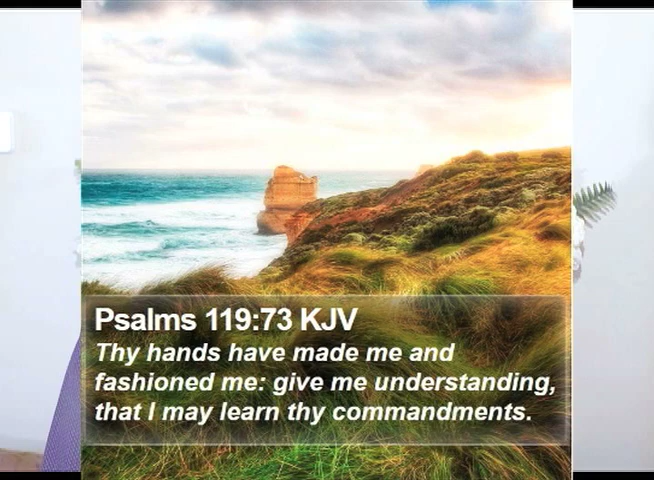 Psalms 119:73 KJV
Thy hands have made me and
fashioned me: give me understanding,
that I may learn thy commandments.